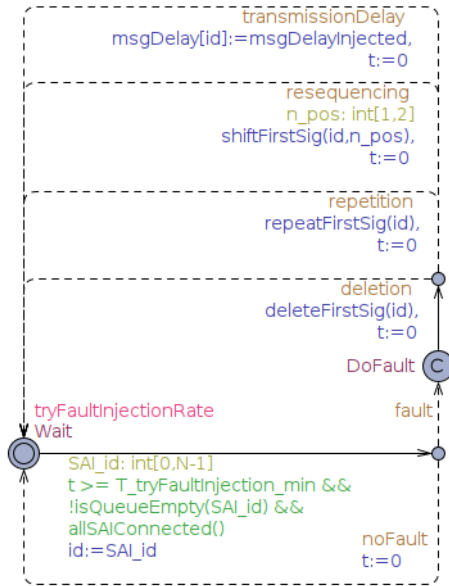 transmissionDelay
msgDelay[id]:=msgDelayInjected,
t:=0
resequencing
n_pos: int[1,2]
shiftFirstSig(id,n_pos),
t:=0
repetition
repeatFirstSig(id),
t:=0
deletion
deleteFirstSig(id),
t:=0
DoFault
C
tryFaultInjectionRate
fault
Wait
SAI_id: int[0,N-1]
t >= T_tryFaultInjection_min &&
!isQueueEmpty(SAI_id) &&
allSAIConnected()
id:=SAI_id
noFault
t:=0